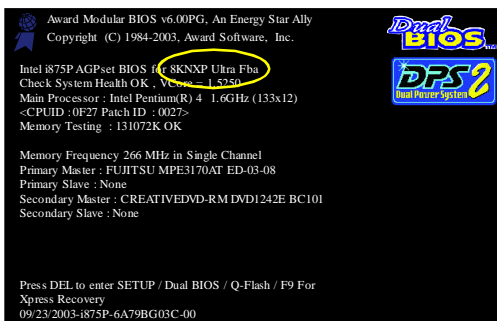 Award Modular BIOS v6.00PG, An Energy Star Ally
Copyright (C) 1984-2003, Award Software, Inc.
Dual
BIOS
Intel i875P AGPset BIOS for 8KNXP Ultra Fba
Check System Health OK , VCore = 1.5250
Main Processor : Intel Pentium(R) 4 1.6GHz (133x12)
<CPUID : 0F27 Patch ID : 0027>
Memory Testing : 131072K OK
DPS2
Dual Power System
Memory Frequency 266 MHz in Single Channel
Primary Master : FUJITSU MPE3170AT ED-03-08
Primary Slave : None
Secondary Master : CREATIVEDVD-RM DVD1242E BC101
Secondary Slave : None
Press DEL to enter SETUP / Dual BIOS / Q-Flash / F9 For
Xpress Recovery
09/23/2003-i875P-6A79BG03C-00